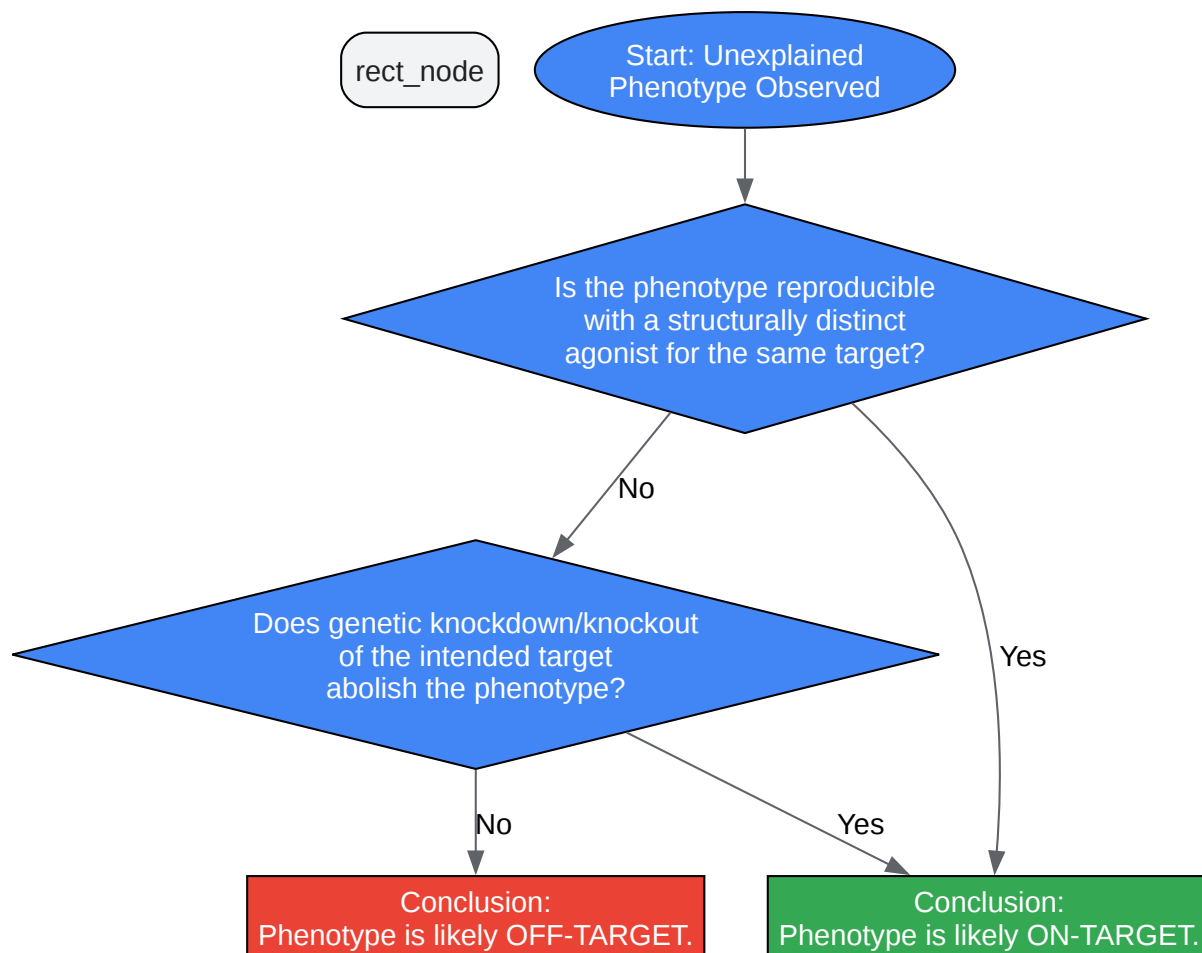 rect_node
Start: Unexplained
Phenotype Observed
Is the phenotype reproducible
with a structurally distinct
agonist for the same target?
No
Yes
Does genetic knockdown/knockout
of the intended target
abolish the phenotype?
No
Yes
Conclusion:
Phenotype is likely OFF-TARGET.
Conclusion:
Phenotype is likely ON-TARGET.